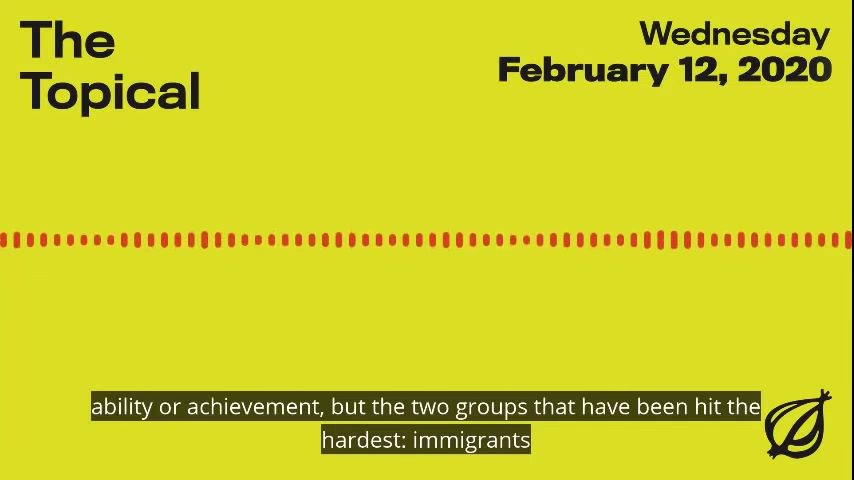 The
Topical
Wednesday
February 12, 2020
ability or achievement, but the two groups that have been hit the
hardest: immigrants